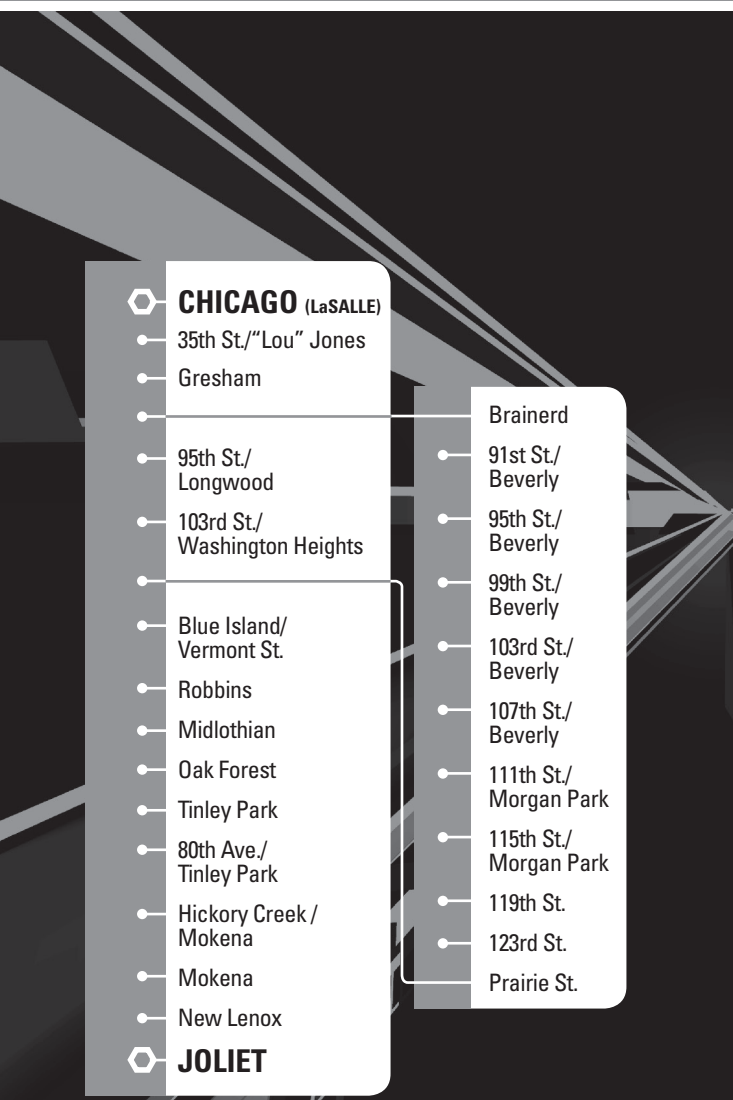 CHICAGO (LaSALLE)
35th St./“Lou” Jones
Gresham
95th St./
Longwood
103rd St./
Washington Heights
Blue Island/
Vermont St.
Robbins
Midlothian
Oak Forest
Tinley Park
80th Ave./
Tinley Park
Hickory Creek /
Mokena
Mokena
New Lenox
JOLIET
Brainerd
91st St./
Beverly
95th St./
Beverly
99th St./
Beverly
103rd St./
Beverly
107th St./
Beverly
111th St./
Morgan Park
115th St./
Morgan Park
119th St.
123rd St.
Prairie St.